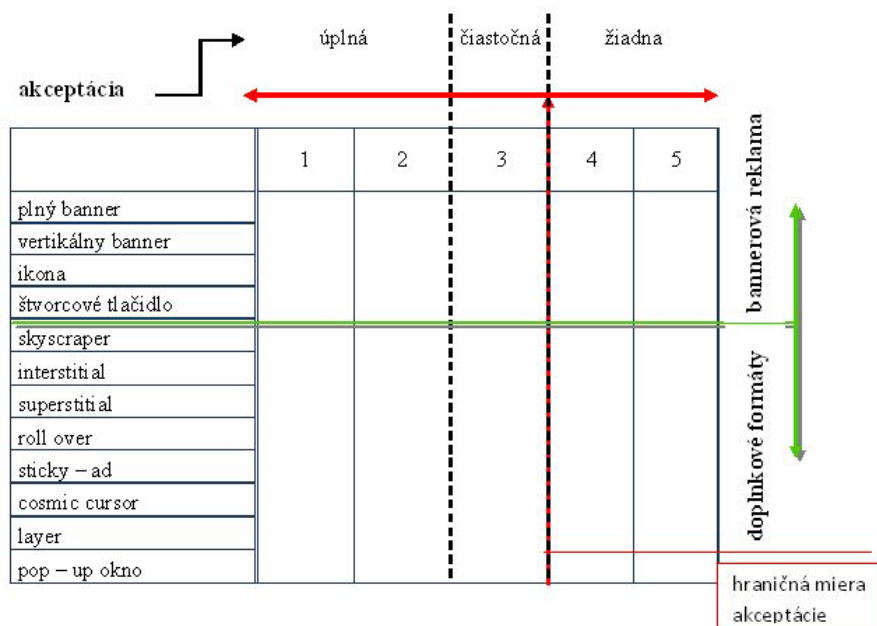 úplná
čiastočná
žiadna
akceptácia
1
2
3
4
5
plný banner
vertikálny banner
ikona
štvorcové tlačidlo
skyscraper
interstitial
superstitial
roll over
sticky – ad
cosmic cursor
layer
pop – up okno
bannerová reklama
doplnkové formáty
hraničná miera
akceptácie